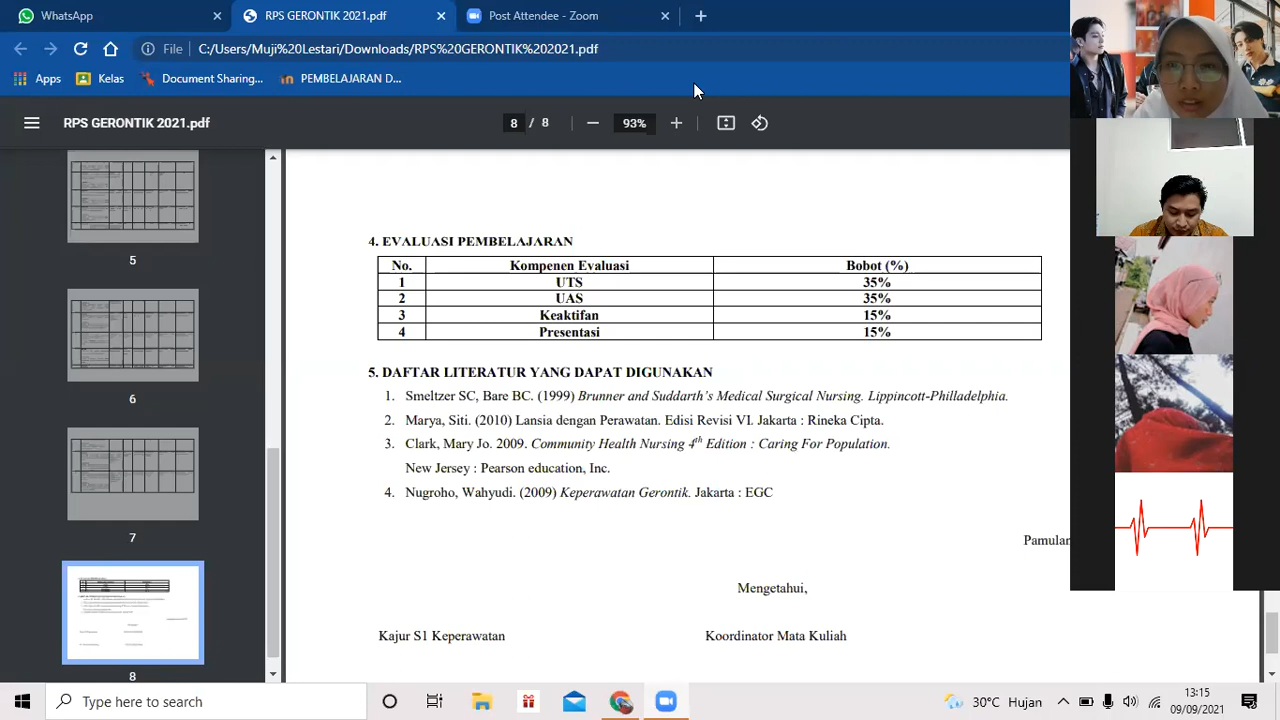 WhatsApp
RPS GERONTIK 2021.pdf
Post Attendee - Zoom
File
C:/Users/Muji%20Lestari/Downloads/RPS%20GERONTIK%202021.pdf
Apps
Kelas
Document Sharing...
in
PEMBELAJARAN D...
RPS GERONTIK 2021.pdf
8 / 8
93%
4. EVALUASI PEMBELAJARAN
No. Kompenen Evaluasi Bobot (%)
1 UTS 35%
2 UAS 35%
3 Keaktifan 15%
4 Presentasi 15%
5. DAFTAR LITERATUR YANG DAPAT DIGUNAKAN
1. Smeltzer SC, Bare BC. (1999) Brunner and Suddarth's Medical Surgical Nursing. Lippincott-Philladelphia.
2. Marya, Siti. (2010) Lansia dengan Perawatan. Edisi Revisi VI. Jakarta : Rineka Cipta.
3. Clark, Mary Jo. 2009. Community Health Nursing 4th Edition : Caring For Population.
New Jersey : Pearson education, Inc.
4. Nugroho, Wahyudi. (2009) Keperawatan Gerontik. Jakarta : EGC
Pamulan
Mengetahui,
Kajur S1 Keperawatan
Koordinator Mata Kuliah
5
6
7
8
Type here to search
30°C Hujan
13:15
09/09/2021